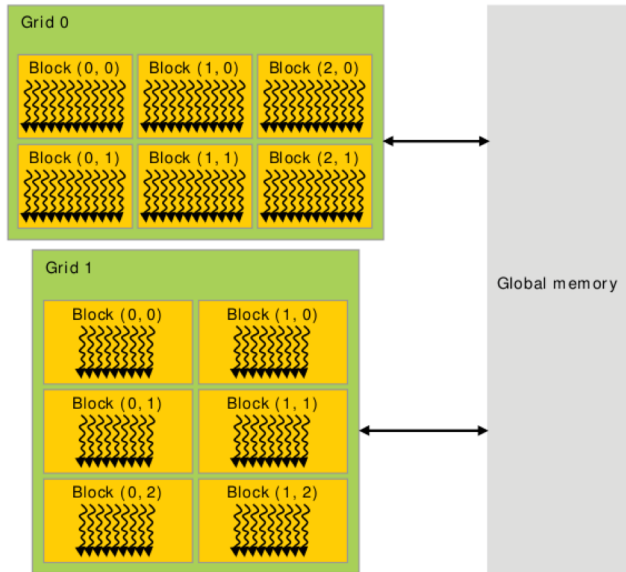 Grid 0
Block (0, 0)
Block (1, 0)
Block (2, 0)
Block (0, 1)
Block (1, 1)
Block (2, 1)
Grid 1
Block (0, 0)
Block (1, 0)
Block (0, 1)
Block (1, 1)
Block (0, 2)
Block (1, 2)
Global memory